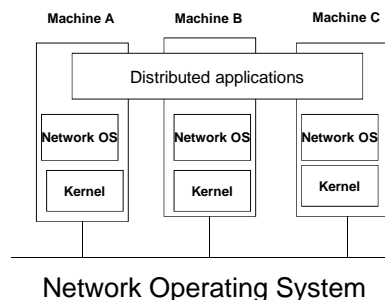 Machine A Machine B Machine C
Distributed applications
Network OS Network OS Network OS
Kernel Kernel Kernel
Network Operating System